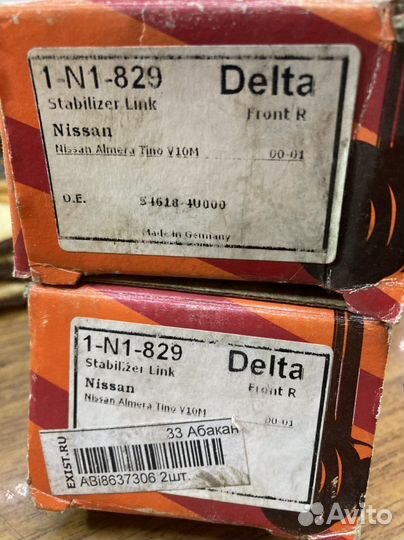 1-N1-829 Delta
Stabilizer Link Front R
Nissan
Nissan Almera Tino V10M 00-01
O.E. 54618-4U000
Made in Germany
1-N1-829 Delta
Stabilizer Link Front R
Nissan
Nissan Almera Tino V10M 00-01
EXIST.RU
33 Абакан
ABi8637306 2шт.
Avito